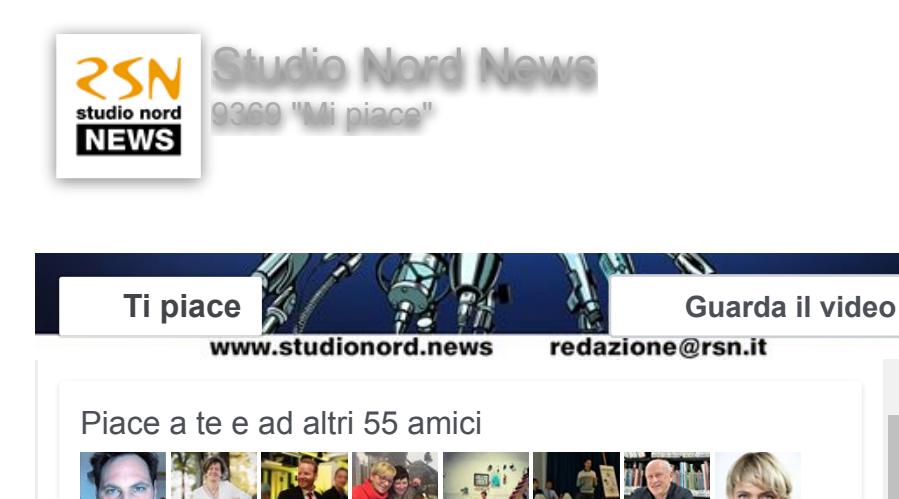 RSN
studio nord
NEWS
Studio Nord News
9369 "Mi piace"
Ti piace
Guarda il video
www.studionord.news redazione@rsn.it
Piace a te e ad altri 55 amici